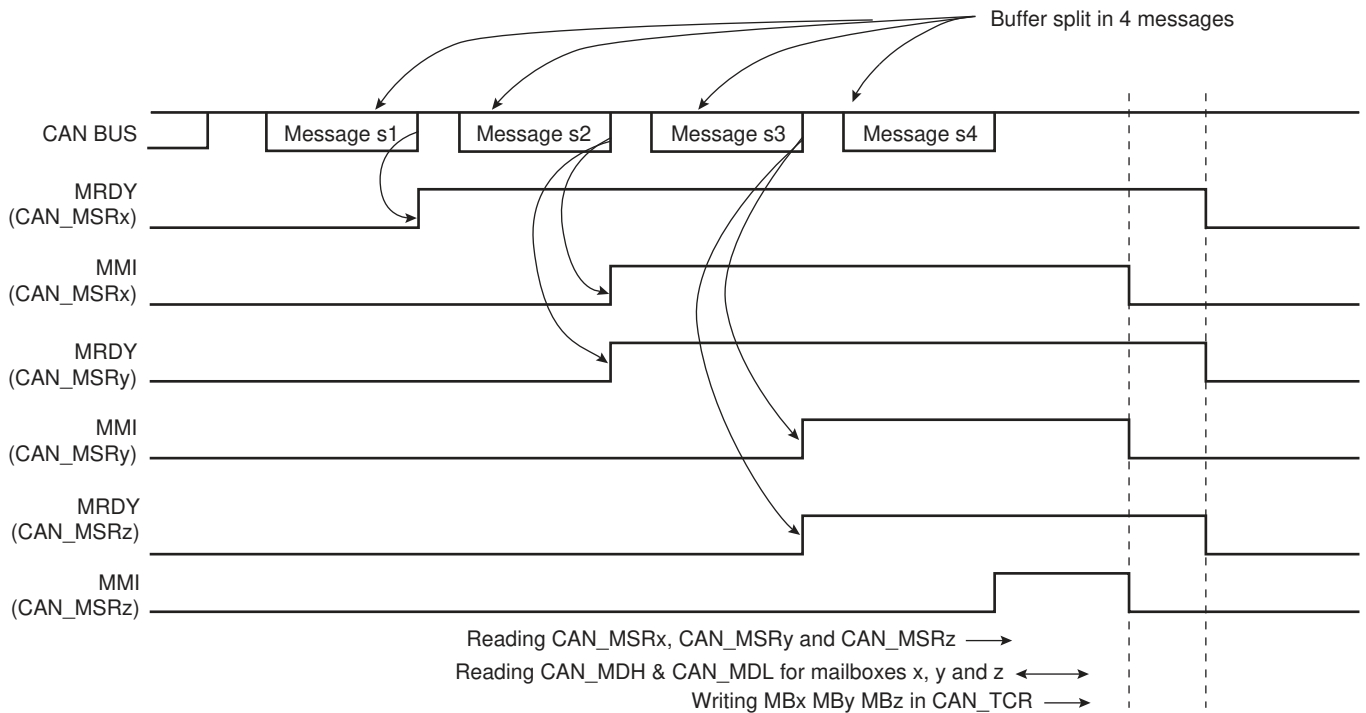 Buffer split in 4 messages
CAN BUS
Message s1
Message s2
Message s3
Message s4
MRDY
(CAN_MSRx)
MMI
(CAN_MSRx)
MRDY
(CAN_MSRy)
MMI
(CAN_MSRy)
MRDY
(CAN_MSRz)
MMI
(CAN_MSRz)
Reading CAN_MSRx, CAN_MSRy and CAN_MSRz
Reading CAN_MDH & CAN_MDL for mailboxes x, y and z
Writing MBx MBy MBz in CAN_TCR